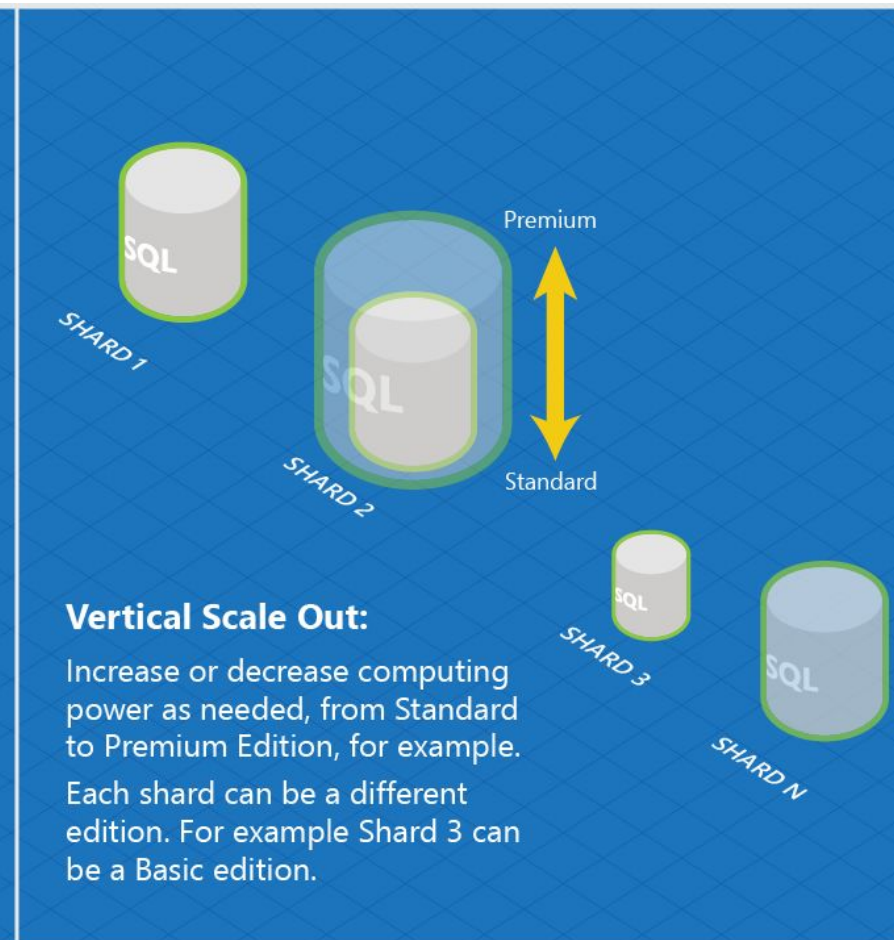 SQL
SHARD 1
Premium
SQL
SHARD 2
Standard
SQL
SHARD 3
SQL
SHARD N
Vertical Scale Out:
Increase or decrease computing
power as needed, from Standard
to Premium Edition, for example.
Each shard can be a different
edition. For example Shard 3 can
be a Basic edition.